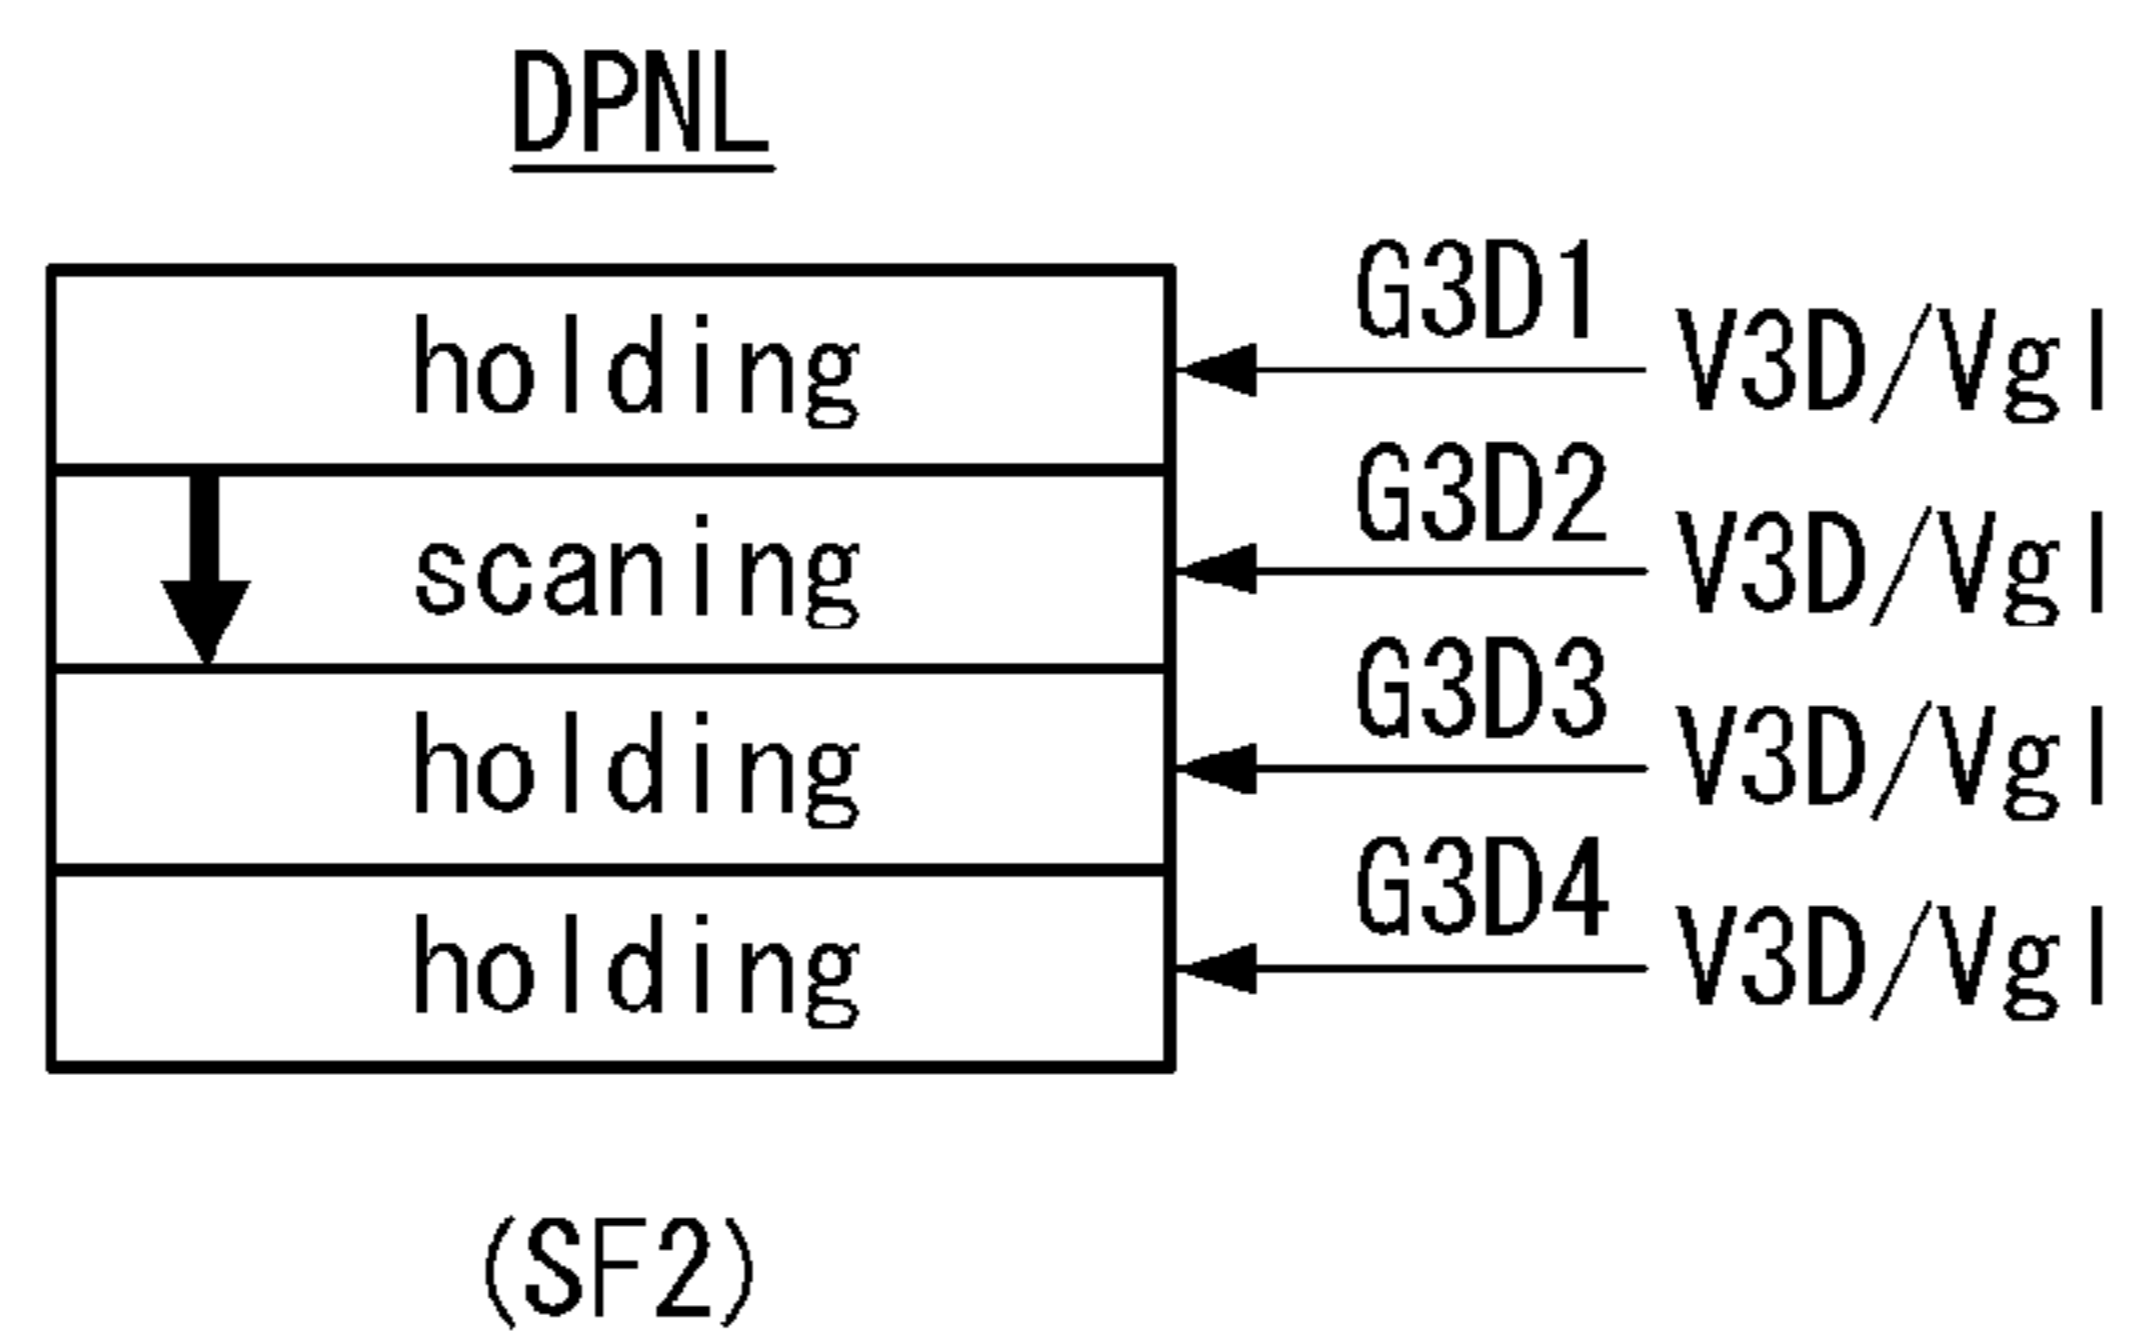 DPNL
holding
G3D1
V3D/Vgl
scaning
G3D2
V3D/Vgl
holding
G3D3
V3D/Vgl
holding
G3D4
V3D/Vgl
(SF2)